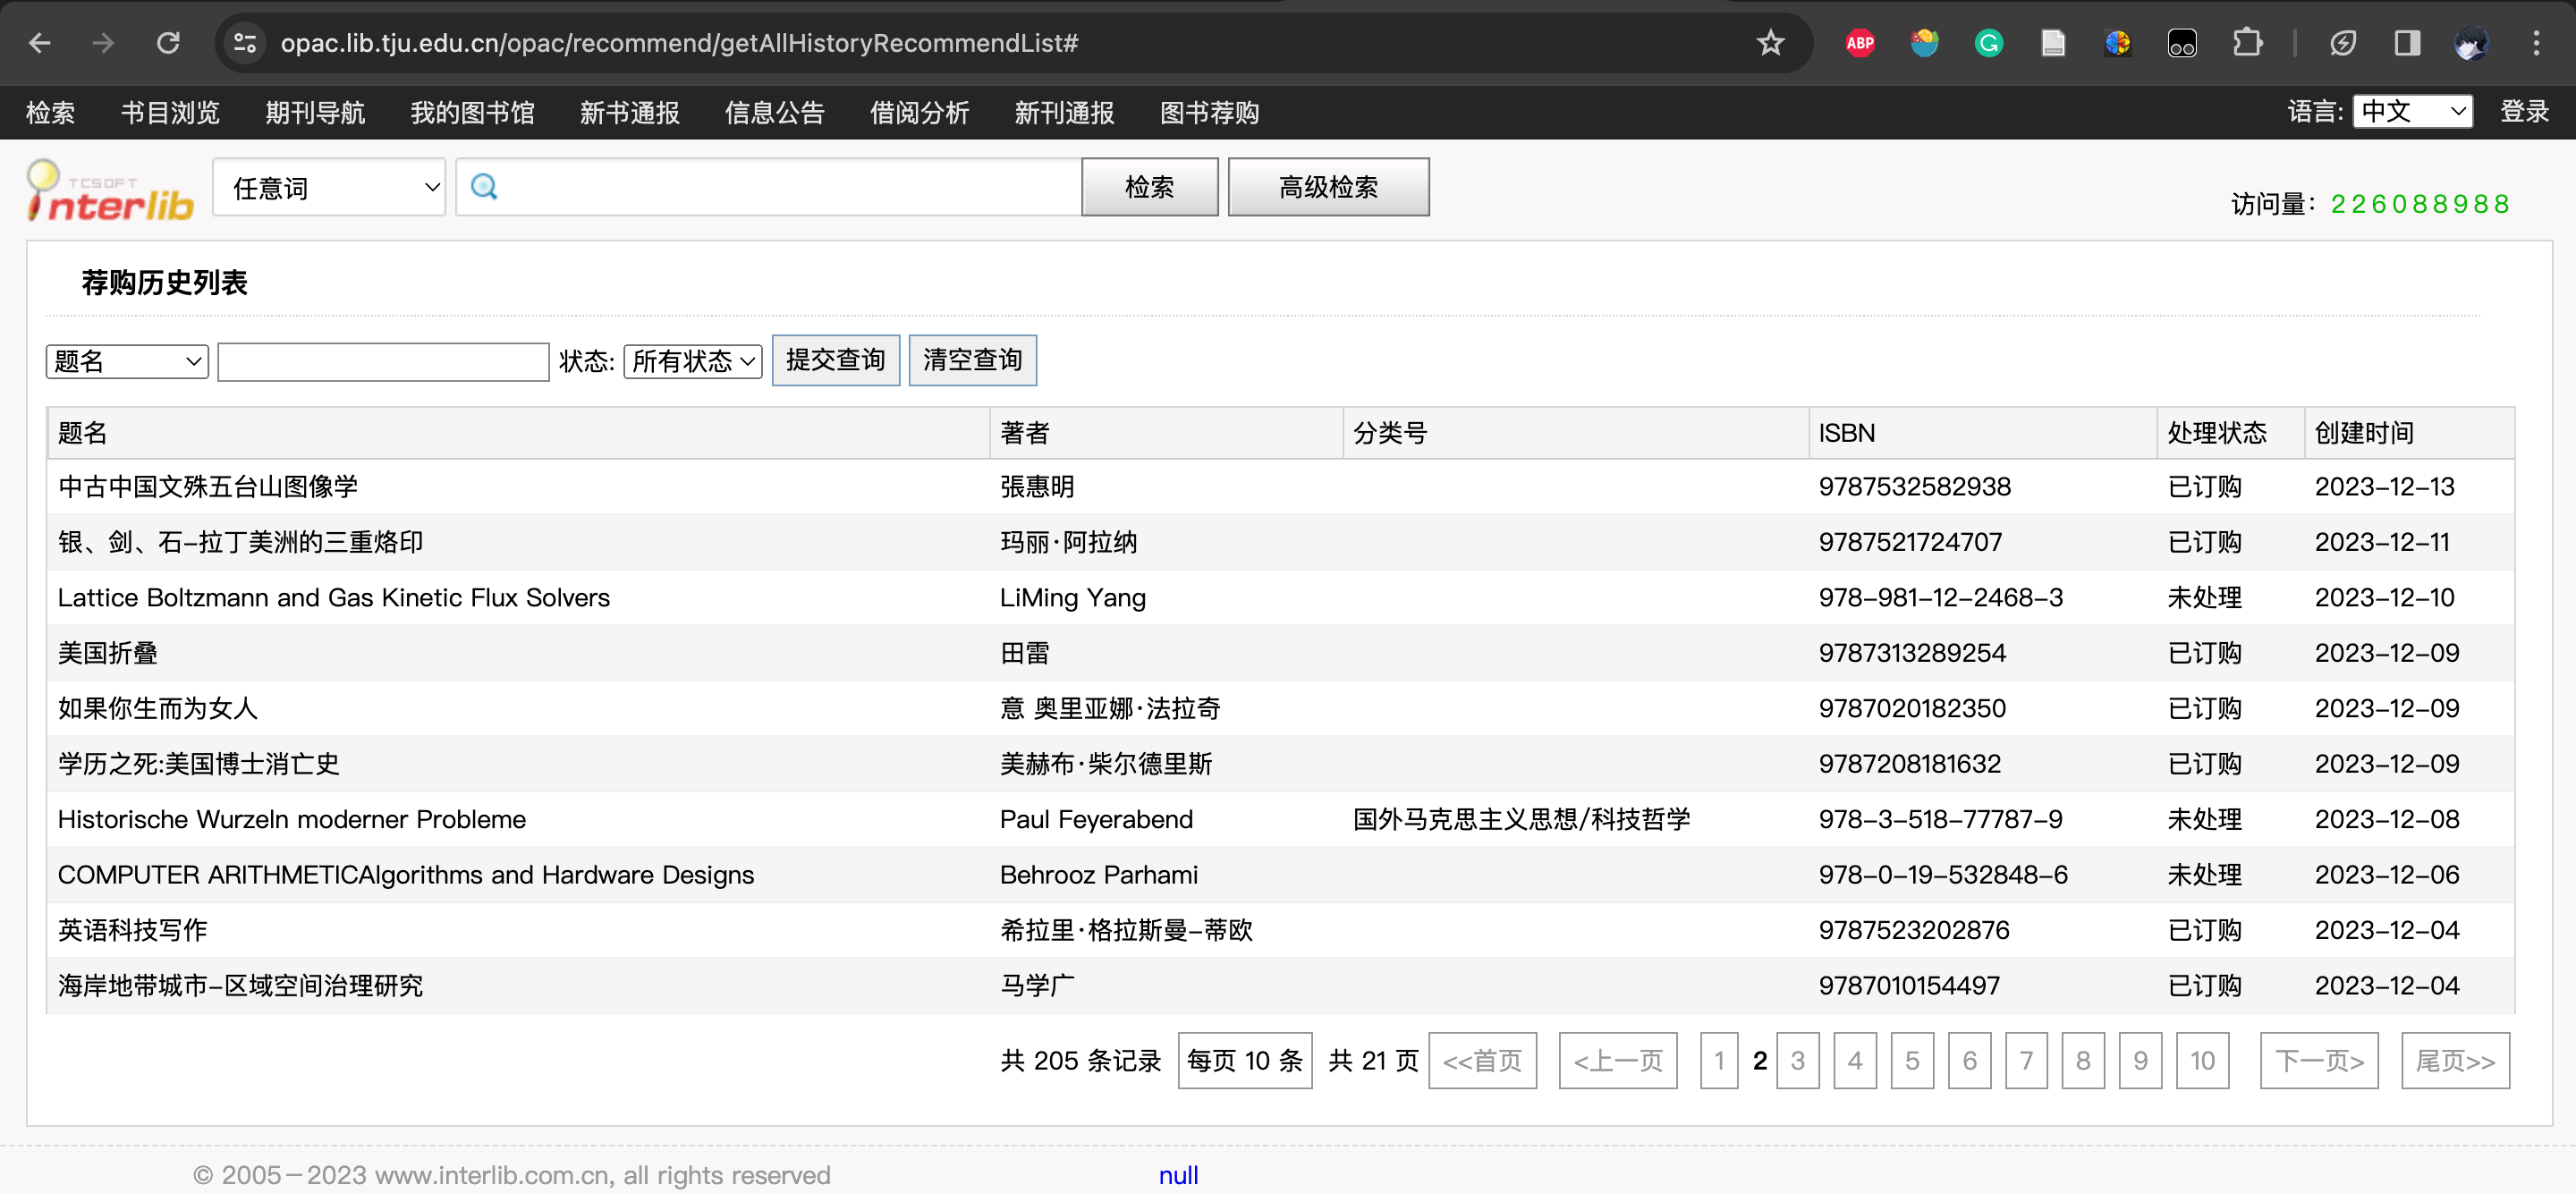 opac.lib.tju.edu.cn/opac/recommend/getAllHistoryRecommendList#
ABP
检索 书目浏览 期刊导航 我的图书馆 新书通报 信息公告 借阅分析 新刊通报 图书荐购 语言: 中文 登录
TCSOFT
interlib 任意词 检索 高级检索
访问量: 226088988
荐购历史列表
题名 状态: 所有状态 提交查询 清空查询
题名 著者 分类号 ISBN 处理状态 创建时间
中古中国文殊五台山图像学 張惠明 9787532582938 已订购 2023-12-13
银、剑、石-拉丁美洲的三重烙印 玛丽·阿拉纳 9787521724707 已订购 2023-12-11
Lattice Boltzmann and Gas Kinetic Flux Solvers LiMing Yang 978-981-12-2468-3 未处理 2023-12-10
美国折叠 田雷 9787313289254 已订购 2023-12-09
如果你生而为女人 意 奥里亚娜·法拉奇 9787020182350 已订购 2023-12-09
学历之死:美国博士消亡史 美赫布·柴尔德里斯 9787208181632 已订购 2023-12-09
Historische Wurzeln moderner Probleme Paul Feyerabend 国外马克思主义思想/科技哲学 978-3-518-77787-9 未处理 2023-12-08
COMPUTER ARITHMETICAlgorithms and Hardware Designs Behrooz Parhami 978-0-19-532848-6 未处理 2023-12-06
英语科技写作 希拉里·格拉斯曼-蒂欧 9787523202876 已订购 2023-12-04
海岸地带城市-区域空间治理研究 马学广 9787010154497 已订购 2023-12-04
共 205 条记录 每页 10 条 共 21 页 <<首页 <上一页 1 2 3 4 5 6 7 8 9 10 下一页> 尾页>>
© 2005－2023 www.interlib.com.cn, all rights reserved null